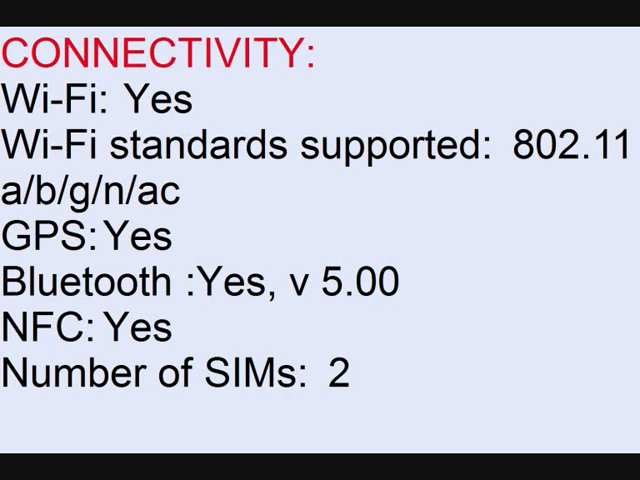 CONNECTIVITY:
Wi-Fi: Yes
Wi-Fi standards supported: 802.11
a/b/g/n/ac
GPS: Yes
Bluetooth :Yes, v 5.00
NFC: Yes
Number of SIMs: 2